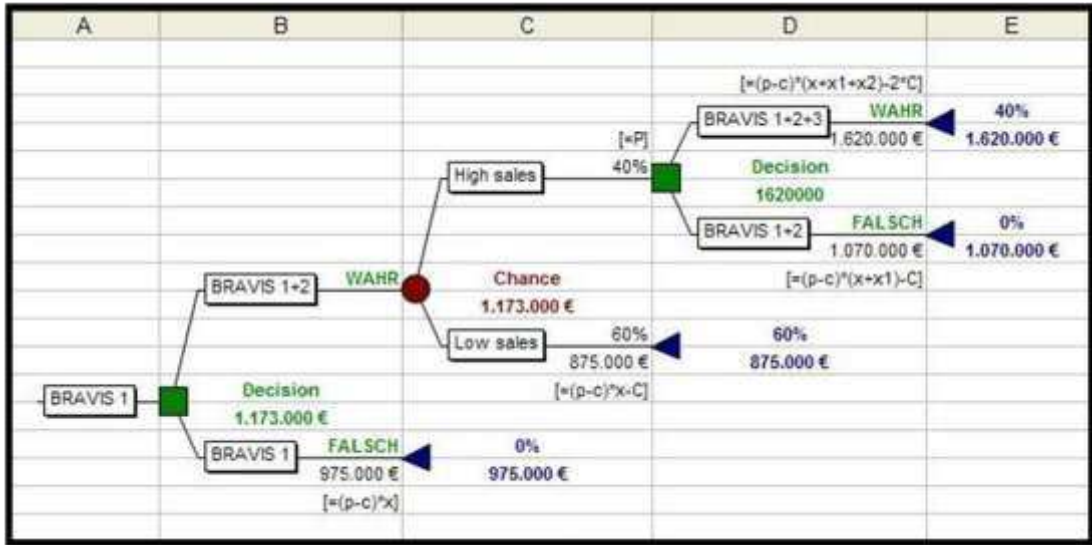 A B C D E
[=(p-c)*(x+x1+x2)-2*C]
BRAVIS 1+2+3 WAHR 40%
1.620.000 € 1.620.000 €
[=P]
High sales 40% Decision
1620000
BRAVIS 1+2 FALSCH 0%
1.070.000 € 1.070.000 €
[=(p-c)*(x+x1)-C]
BRAVIS 1+2 WAHR Chance
1.173.000 €
Low sales 60% 60%
875.000 € 875.000 €
[=(p-c)*x-C]
BRAVIS 1 Decision
1.173.000 €
BRAVIS 1 FALSCH 0%
975.000 € 975.000 €
[=(p-c)*x]